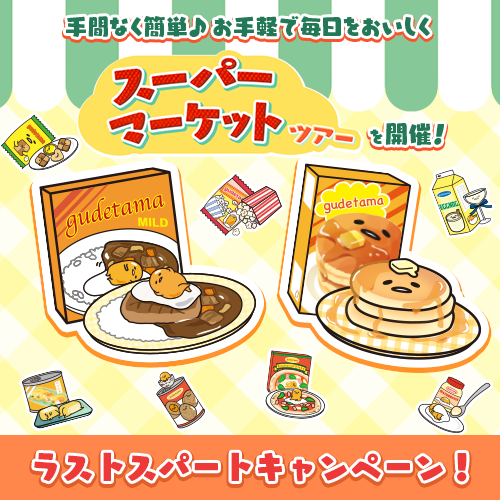 手間なく簡単♪お手軽で毎日をおいしく
スーパー
マーケットツアーを開催！
gudetama
MILD
gudetama
EGGNOG
ラストスパートキャンペーン！